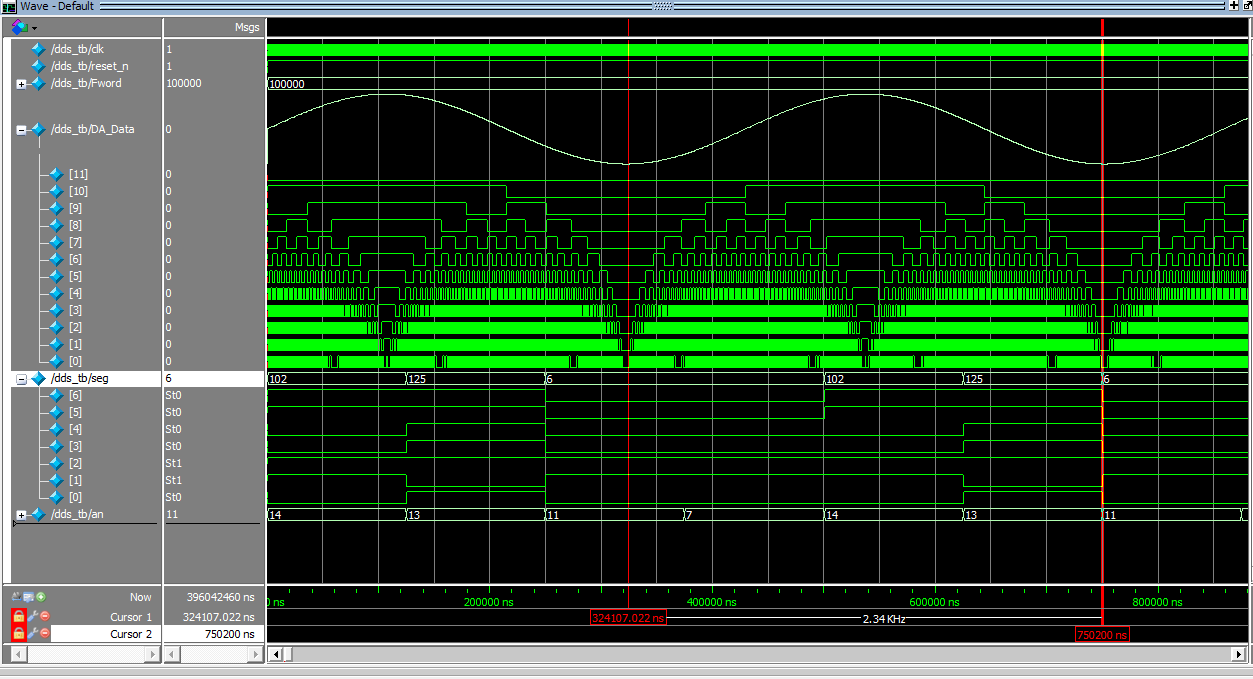 Wave - Default
Msgs
/dds_tb/clk 1
/dds_tb/reset_n 1
/dds_tb/Fword 100000 100000
/dds_tb/DA_Data 0
[11] 0
[10] 0
[9] 0
[8] 0
[7] 0
[6] 0
[5] 0
[4] 0
[3] 0
[2] 0
[1] 0
[0] 0
/dds_tb/seg 6 102 125 6 102 125 6
[6] St0
[5] St0
[4] St0
[3] St0
[2] St1
[1] St1
[0] St0
/dds_tb/an 11 14 13 11 7 14 13 11
Now 396042460 ns ns 200000 ns 400000 ns 600000 ns 800000 ns
Cursor 1 324107.022 ns 324107.022 ns 2.34 KHz
Cursor 2 750200 ns 750200 ns